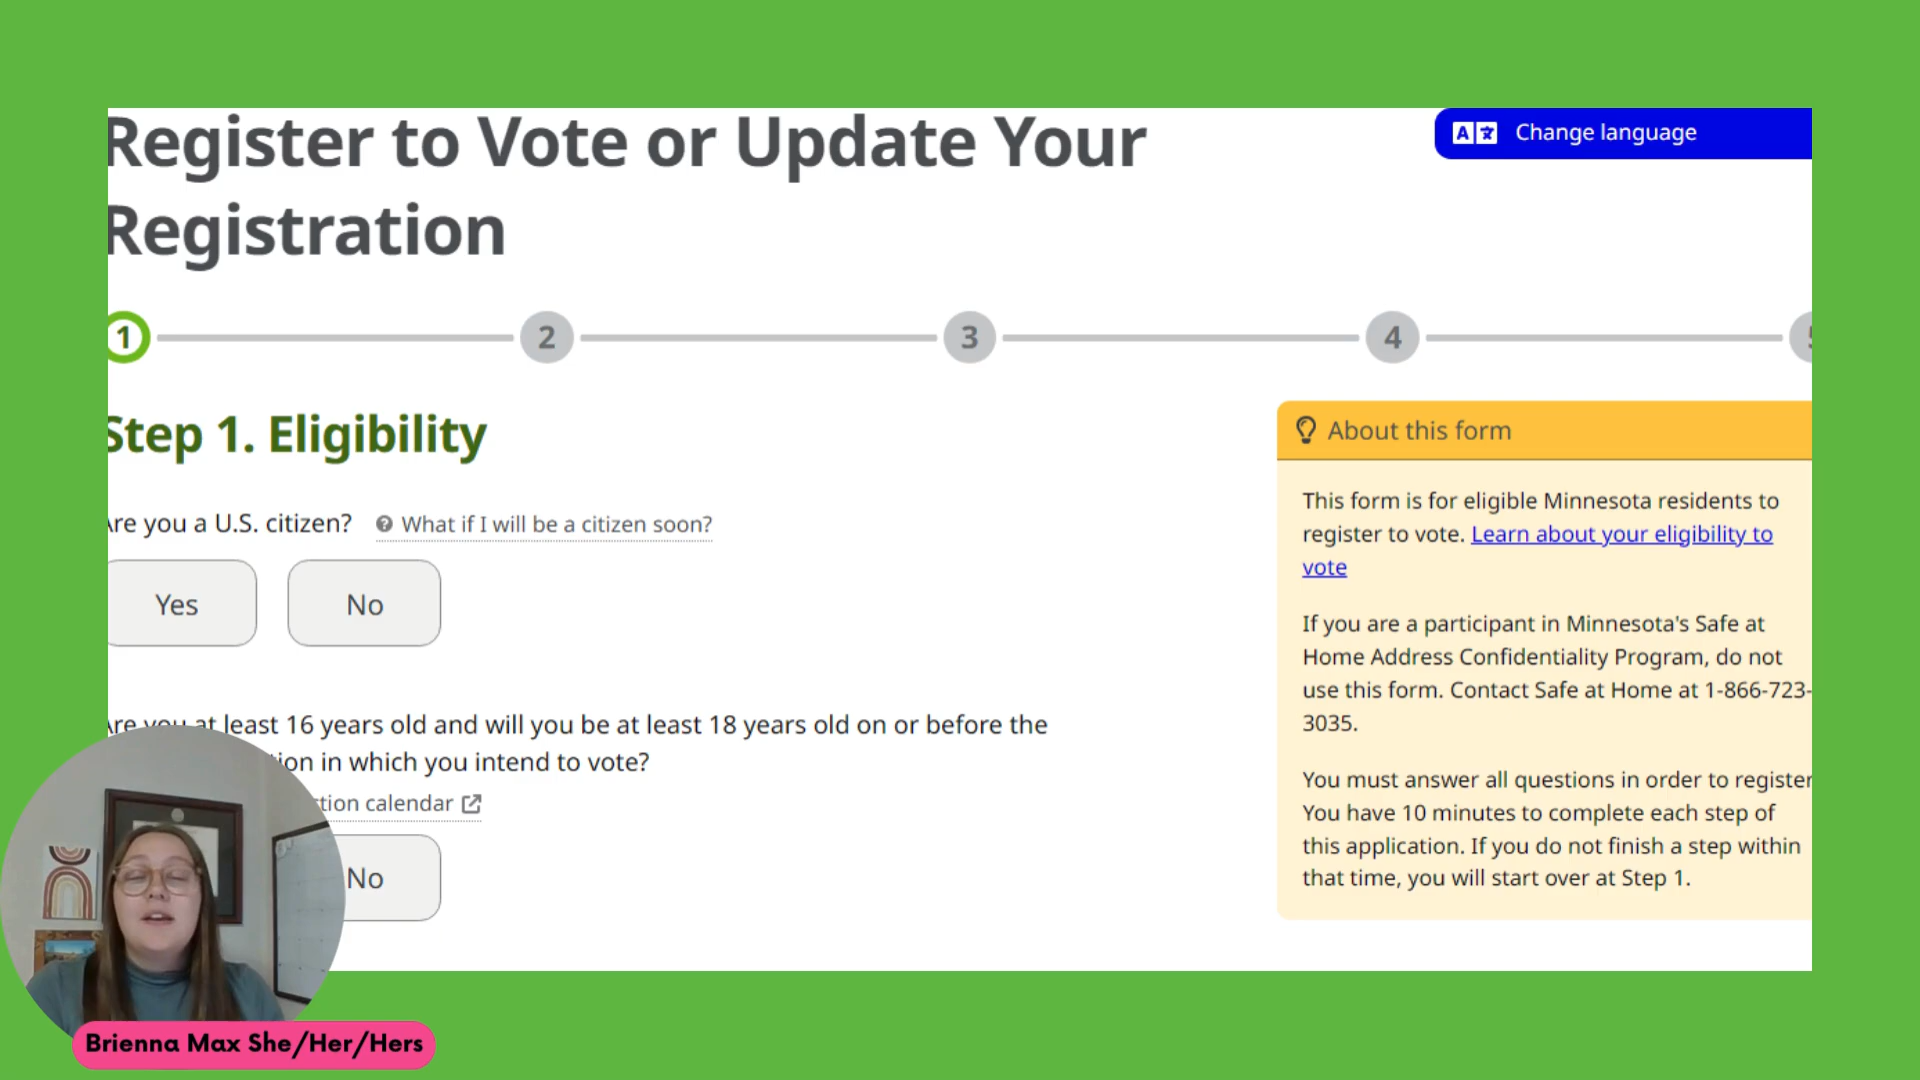 Register to Vote or Update Your
Registration
A Change language
1 2 3 4
Step 1. Eligibility
Are you a U.S. citizen? What if I will be a citizen soon?
Yes No
Are you at least 16 years old and will you be at least 18 years old on or before the
in which you intend to vote?
calendar
No
About this form
This form is for eligible Minnesota residents to
register to vote. Learn about your eligibility to
vote
If you are a participant in Minnesota's Safe at
Home Address Confidentiality Program, do not
use this form. Contact Safe at Home at 1-866-723-
3035.
You must answer all questions in order to register
You have 10 minutes to complete each step of
this application. If you do not finish a step within
that time, you will start over at Step 1.
Brienna Max She/Her/Hers